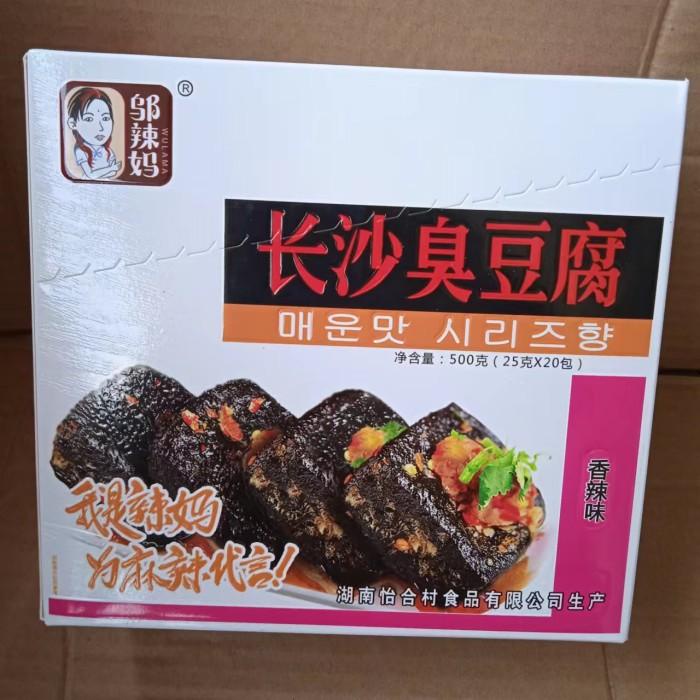 邬辣妈
WULAMA
®
长沙臭豆腐
매운맛 시리즈향
净含量：500克（25克X20包）
香辣味
我是辣妈
为麻辣代言！
湖南怡合村食品有限公司生产